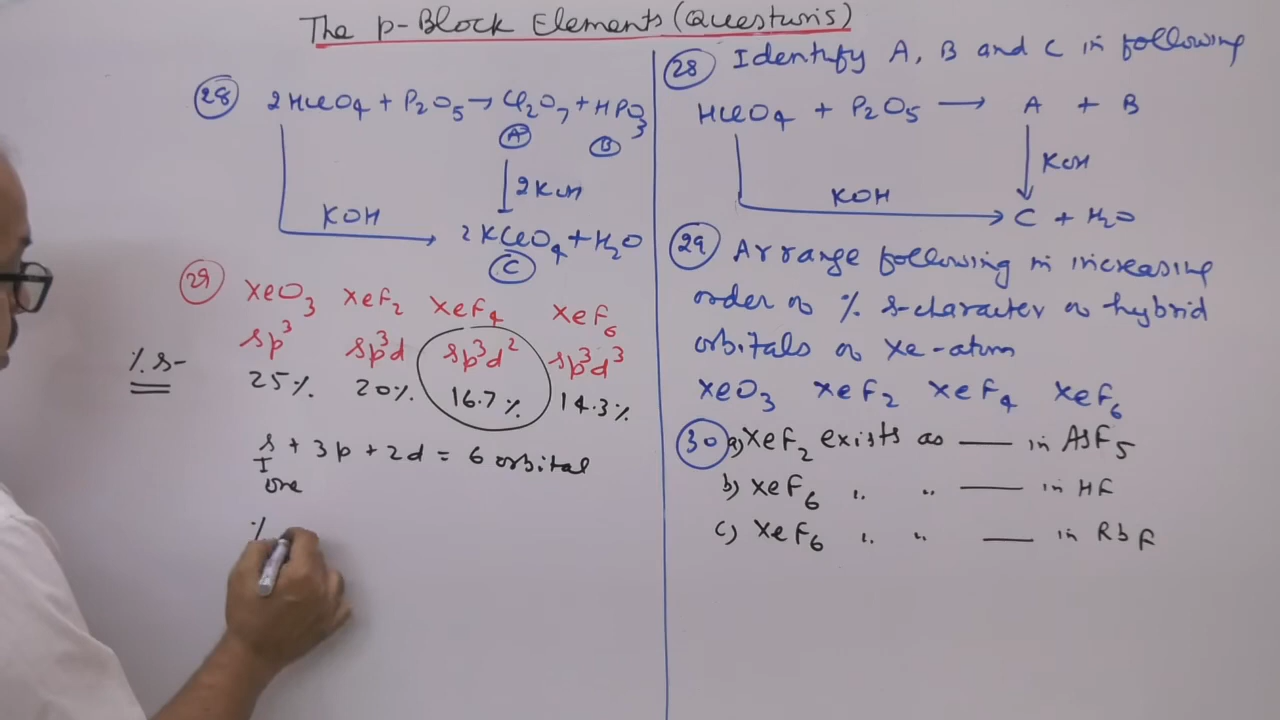 The p-Block Elements (Questions)
28 2HClO4 + P2O5 → Cl2O7 + HPO3
A B
2KOH
KOH
2KClO4 + H2O
C
29 XeO3 XeF2 XeF4 XeF6
sp³ sp³d sp³d² sp³d³
% s-
25% 20% 16.7% 14.3%
s + 3p + 2d = 6 orbital
one
%
28 Identify A, B and C in following
HClO4 + P2O5 → A + B
KOH
KOH
C + H2O
29 Arrange following in increasing
order of % s-character of hybrid
orbitals of Xe-atom
XeO3 XeF2 XeF4 XeF6
30 a) XeF2 exists as — in AsF5
b) XeF6 " " — in HF
c) XeF6 " " — in RbF